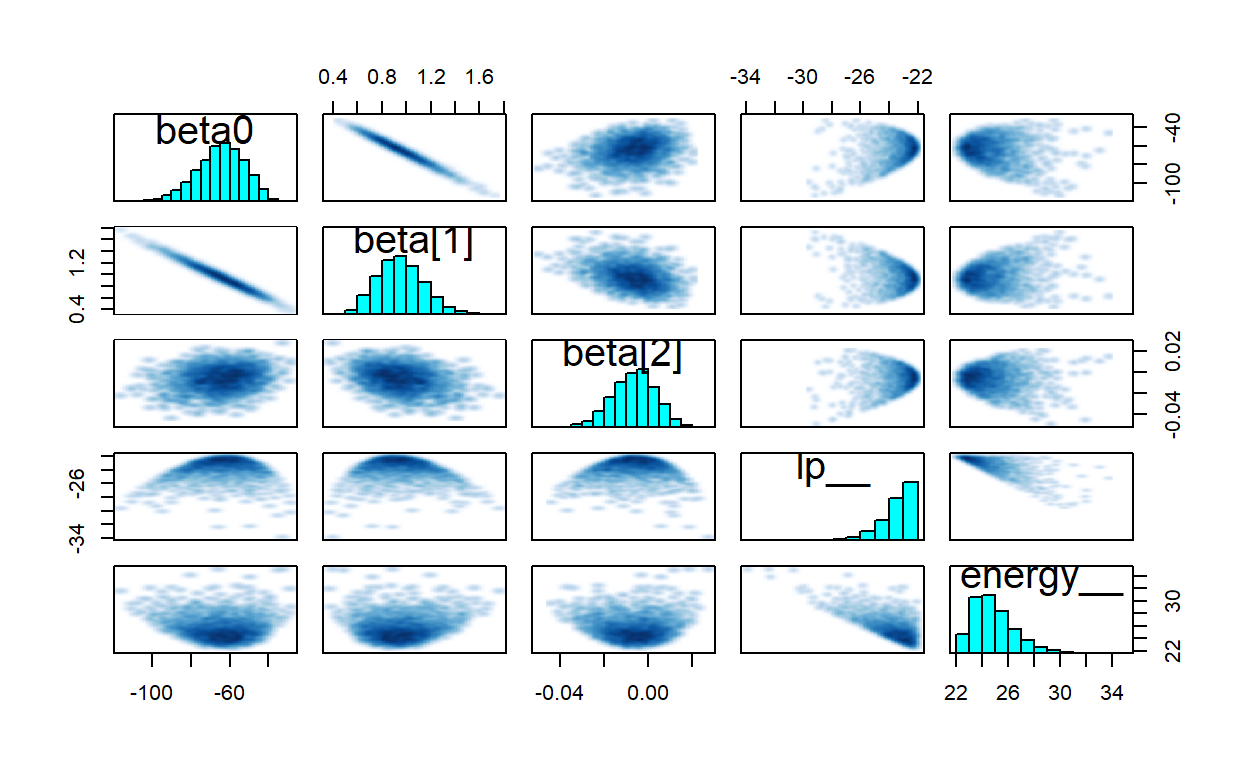 0.4 0.8 1.2 1.6 -34 -30 -26 -22
beta0
-100 -40
beta[1]
0.4 1.2
beta[2]
-0.04 0.02
lp__
-34 -26
energy__
22 30
-100 -60 -0.04 0.00 22 26 30 34